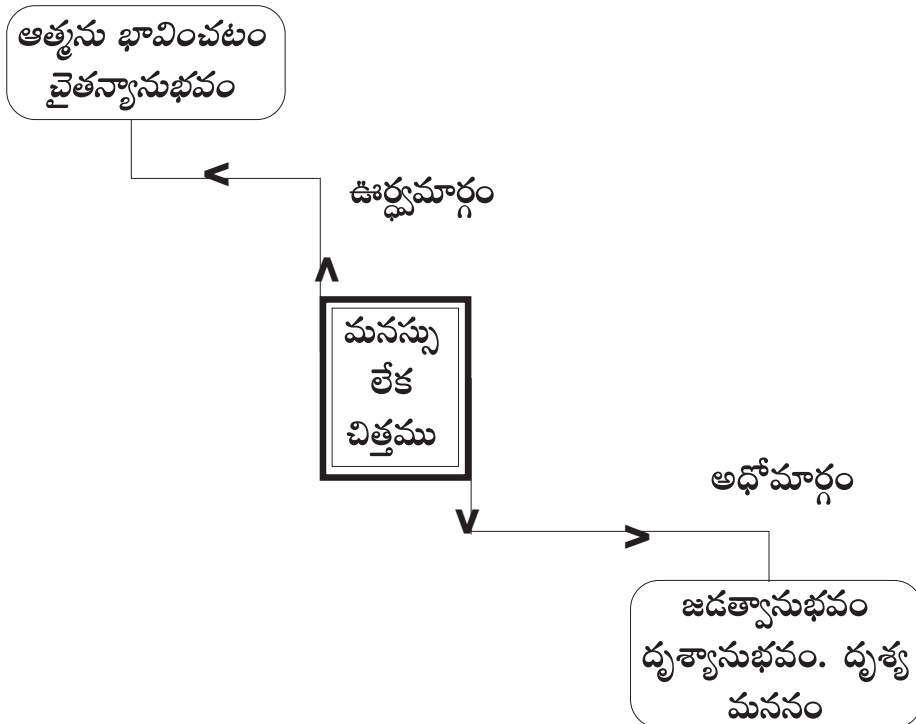 ఆత్మను భావించటం
చైతన్యానుభవం
ఊర్ధ్వమార్గం
మనస్సు
లేక
చిత్తము
అధోమార్గం
జడత్వానుభవం
దృశ్యానుభవం. దృశ్య
మననం